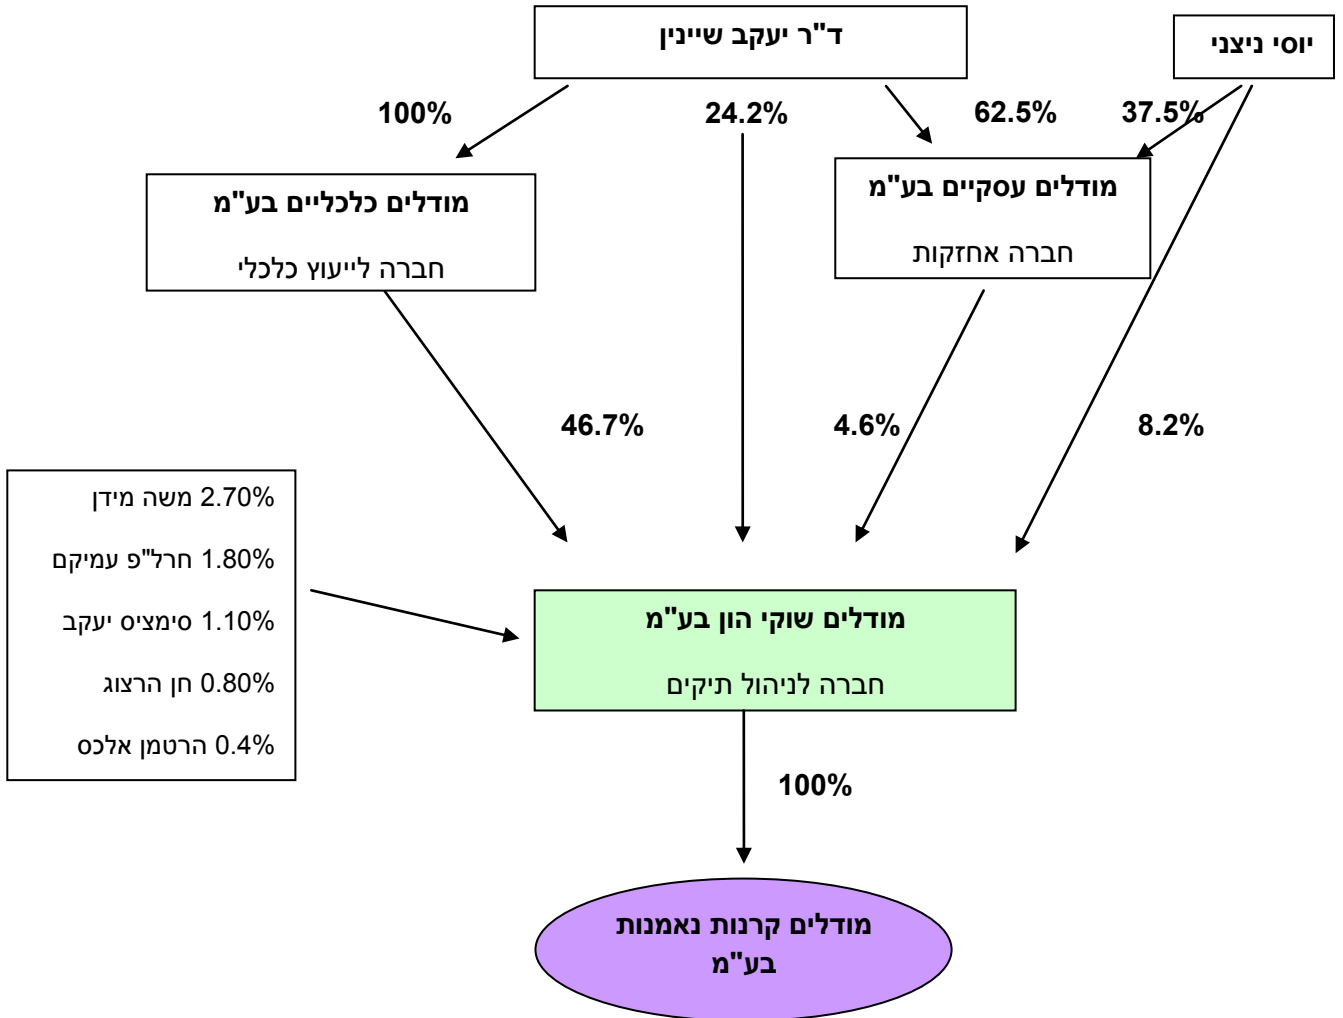 ד"ר יעקב שיינין
יוסי ניצני
100%
24.2%
62.5%
37.5%
מודלים עסקיים בע"מ
חברה אחזקות
מודלים כלכליים בע"מ
חברה לייעוץ כלכלי
46.7%
4.6%
8.2%
2.70% משה מידן
1.80% חרל"פ עמיקם
1.10% סימציס יעקב
0.80% חן הרצוג
0.4% הרטמן אלכס
מודלים שוקי הון בע"מ
חברה לניהול תיקים
100%
מודלים קרנות נאמנות
בע"מ